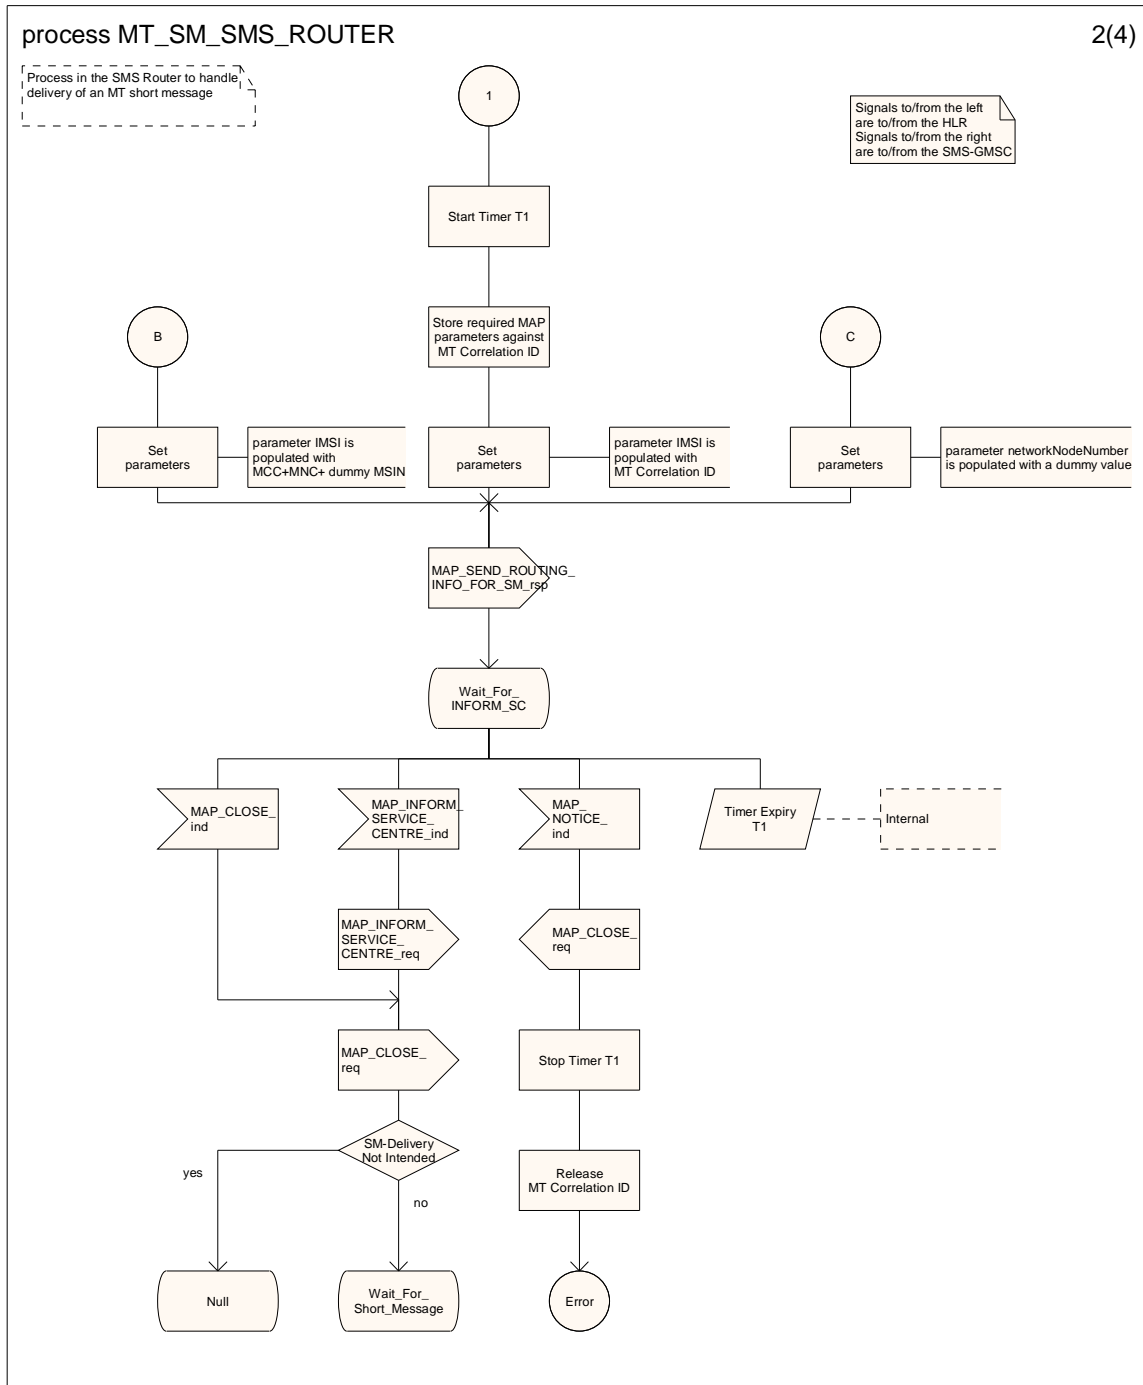 process MT_SM_SMS_ROUTER
2(4)
Process in the SMS Router to handle
delivery of an MT short message
1
Signals to/from the left
are to/from the HLR
Signals to/from the right
are to/from the SMS-GMSC
Start Timer T1
B
Store required MAP
parameters against
MT Correlation ID
C
Set
parameters
parameter IMSI is
populated with
MCC+MNC+ dummy MSIN
Set
parameters
parameter IMSI is
populated with
MT Correlation ID
Set
parameters
parameter networkNodeNumber
is populated with a dummy value
MAP_SEND_ROUTING_
INFO_FOR_SM_rsp
Wait_For_
INFORM_SC
MAP_CLOSE_
ind
MAP_INFORM_
SERVICE_
CENTRE_ind
MAP_
NOTICE_
ind
Timer Expiry
T1
Internal
MAP_INFORM_
SERVICE_
CENTRE_req
MAP_CLOSE_
req
MAP_CLOSE_
req
Stop Timer T1
SM-Delivery
Not Intended
yes
no
Release
MT Correlation ID
Null
Wait_For_
Short_Message
Error